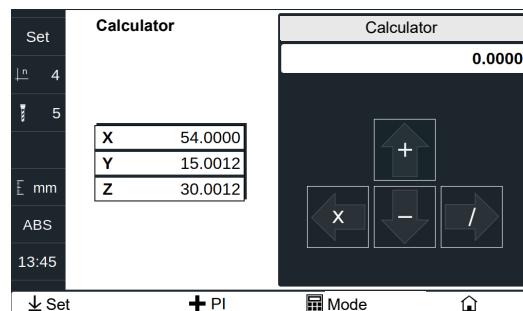 Set
n 4
5
mm
ABS
13:45
Calculator
X 54.0000
Y 15.0012
Z 30.0012
Calculator
0.0000
+
x – /
Set PI Mode